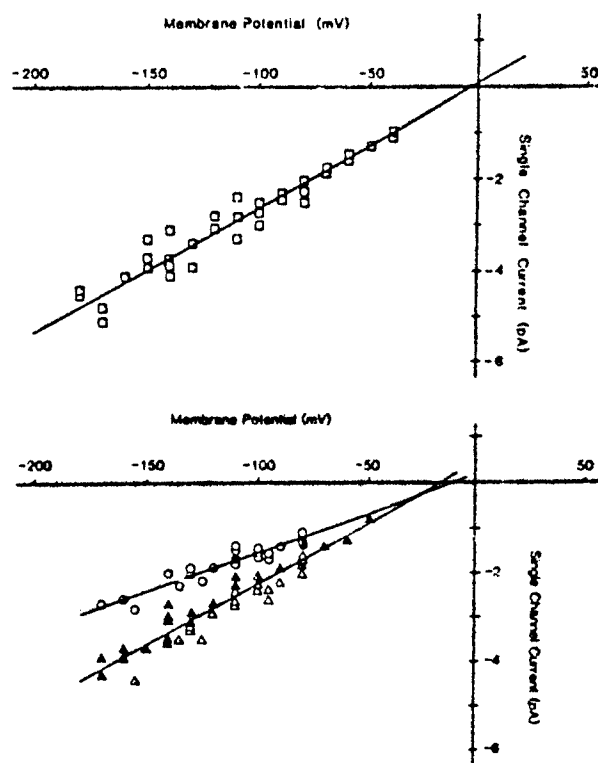 Membrane Potential (mV)
-200 -150 -100 -50 50
-2
-4
-6
Single Channel Current (pA)
Membrane Potential (mV)
-200 -150 -100 -50 50
-2
-4
-6
Single Channel Current (pA)